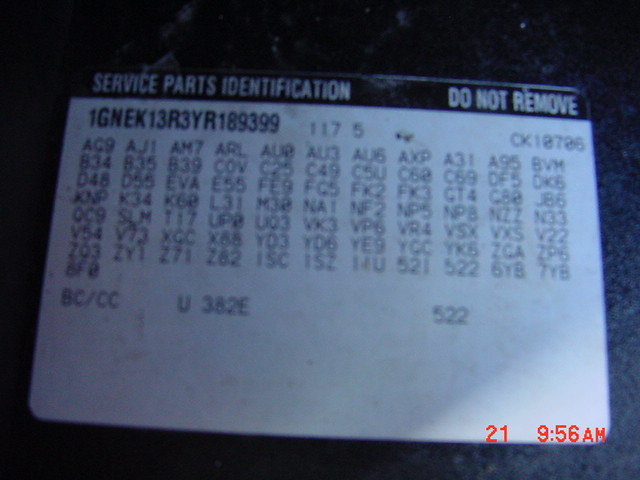 SERVICE PARTS IDENTIFICATION DO NOT REMOVE
1GNEK13R3YR189399 117 5 CK10706
AG9 AJ1 AM7 ARL AU0 AU3 AU6 AXP A31 A95 BVM
B34 B35 B39 COV C25 C49 C5U C60 C69 DF5 DK6
D48 D55 EVA E55 FE9 FG5 FK2 FK3 GT4 G80 JB6
KNP K34 K60 L31 M30 NA1 NF2 NP5 NP8 NZZ N33
QC9 SLM T17 UP0 UQ3 VK3 VP6 VR4 VSX VXS V22
V54 V73 XGC X88 YD3 YD6 YE9 YGC YK6 ZGA ZP6
ZQ3 ZY1 Z71 Z82 1SC 1SZ 14U 52I 522 6YB 7YB
8F0
BC/CC U 382E 522
21 9:56AM